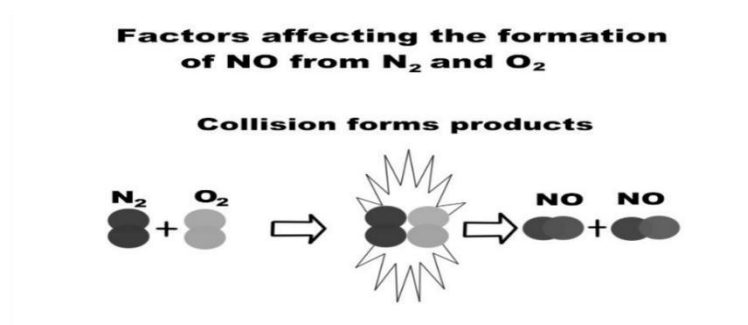 Factors affecting the formation
of NO from N₂ and O₂
Collision forms products
N₂ O₂ NO NO
+ +